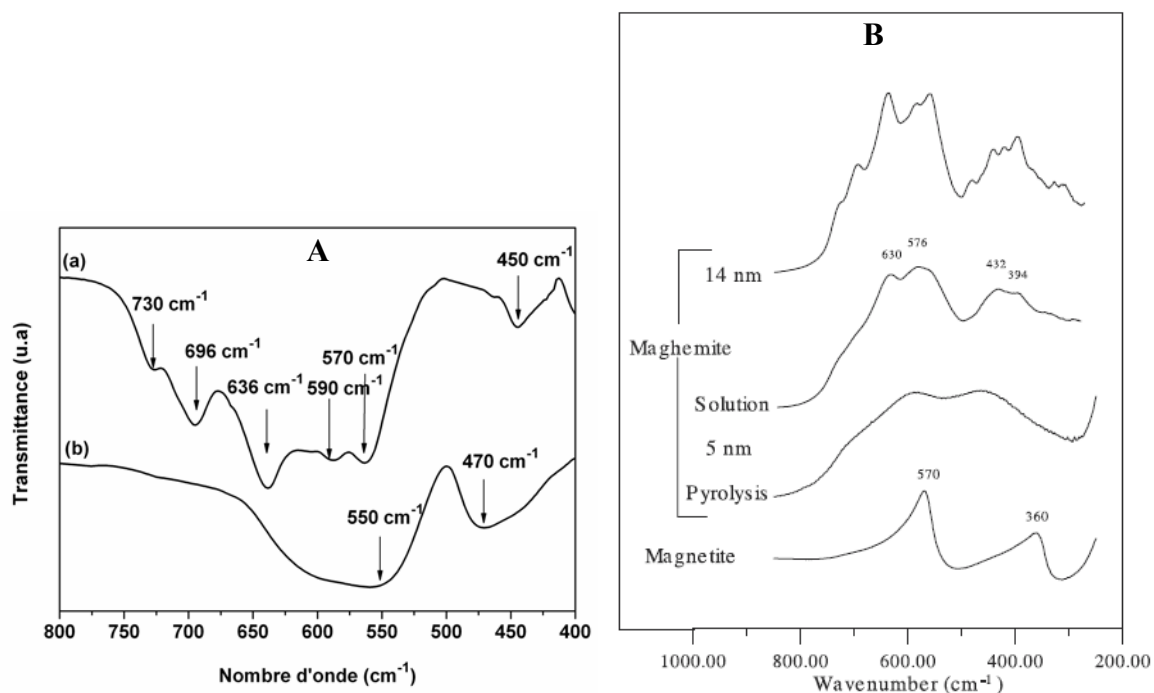 A
(a)
730 cm⁻¹
696 cm⁻¹
636 cm⁻¹
590 cm⁻¹
570 cm⁻¹
450 cm⁻¹
(b)
550 cm⁻¹
470 cm⁻¹
Transmittance (u.a)
800 750 700 650 600 550 500 450 400
Nombre d'onde (cm⁻¹)
B
14 nm
630 576 432 394
Maghemite
Solution
5 nm
Pyrolysis
570 360
Magnetite
1000.00 800.00 600.00 400.00 200.00
Wavenumber (cm⁻¹)